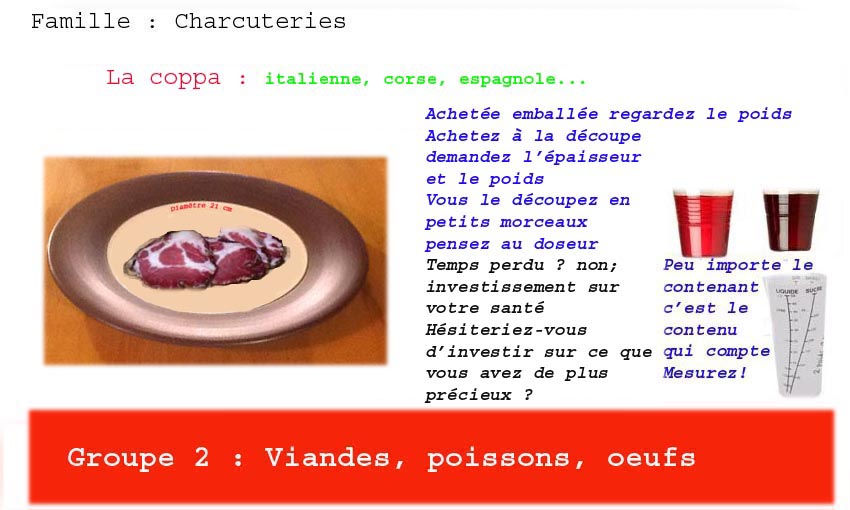 Famille : Charcuteries
La coppa : italienne, corse, espagnole...
Achetée emballée regardez le poids
Achetez à la découpe
demandez l'épaisseur
et le poids
Vous le découpez en
petits morceaux
pensez au doseur
Temps perdu ? non;
investissement sur
votre santé
Hésiteriez-vous
d'investir sur ce que
vous avez de plus
précieux ?
Peu importe le
contenant
c'est le
contenu
qui compte
Mesurez!
Diamètre 21 cm
LIQUIDE SUCRE
Groupe 2 : Viandes, poissons, oeufs